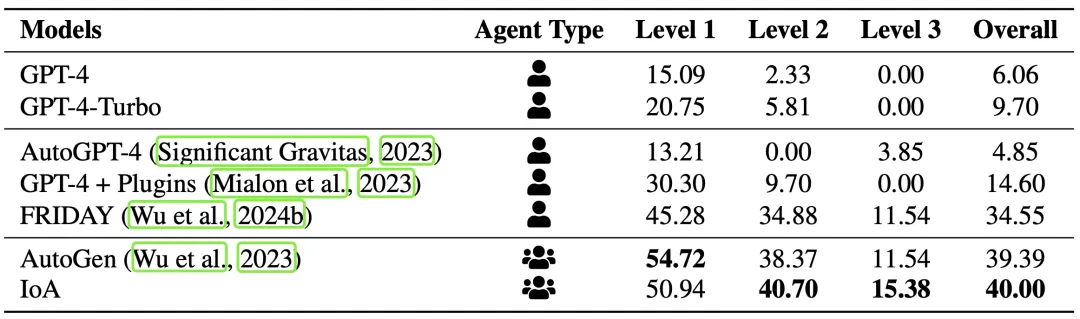 Models Agent Type Level 1 Level 2 Level 3 Overall
GPT-4 15.09 2.33 0.00 6.06
GPT-4-Turbo 20.75 5.81 0.00 9.70
AutoGPT-4 (Significant Gravitas, 2023) 13.21 0.00 3.85 4.85
GPT-4 + Plugins (Mialon et al., 2023) 30.30 9.70 0.00 14.60
FRIDAY (Wu et al., 2024b) 45.28 34.88 11.54 34.55
AutoGen (Wu et al., 2023) 54.72 38.37 11.54 39.39
IoA 50.94 40.70 15.38 40.00